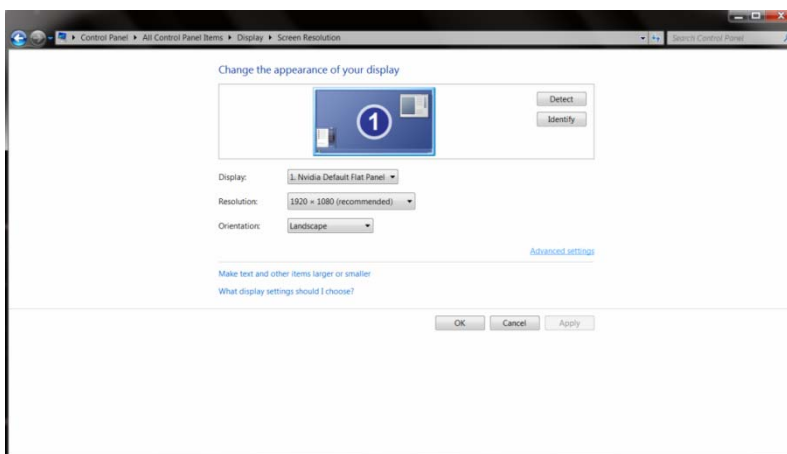 Control Panel ▸ All Control Panel Items ▸ Display ▸ Screen Resolution
Search Control Panel
Change the appearance of your display
1
Detect
Identify
Display: 1. Nvidia Default Flat Panel
Resolution: 1920 × 1080 (recommended)
Orientation: Landscape
Advanced settings
Make text and other items larger or smaller
What display settings should I choose?
OK Cancel Apply